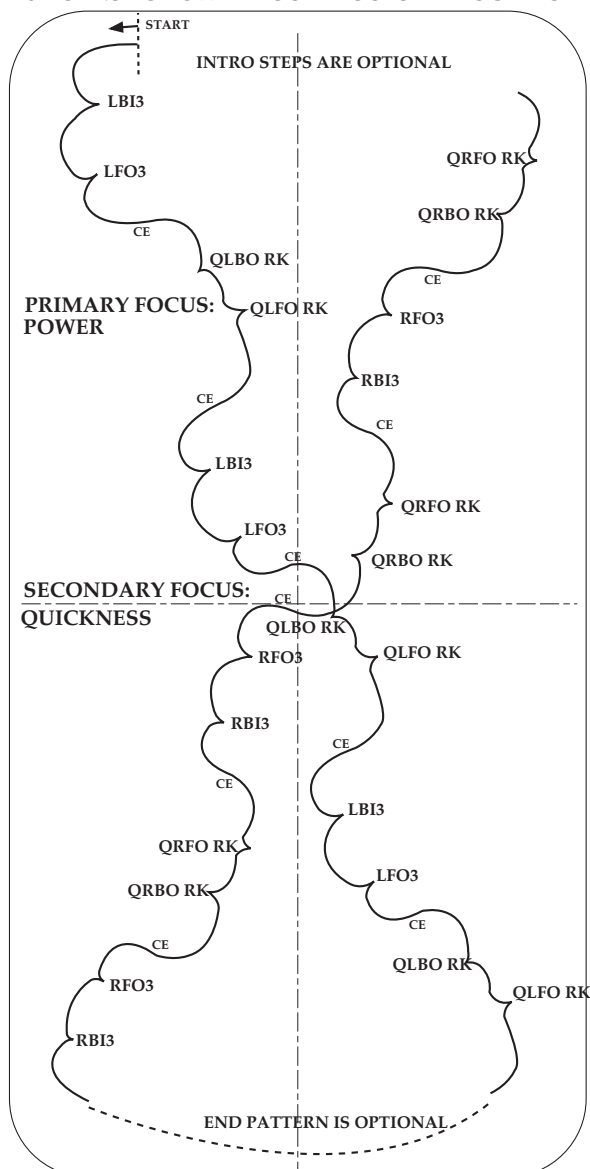 START
INTRO STEPS ARE OPTIONAL
LBI3
LFO3
CE
QLBO RK
PRIMARY FOCUS:
POWER
QLFO RK
CE
LBI3
LFO3
CE
SECONDARY FOCUS:
QUICKNESS
QLBO RK
QLFO RK
CE
LBI3
LFO3
CE
QLBO RK
QLFO RK
END PATTERN IS OPTIONAL
RBI3
RFO3
CE
QRBO RK
QRFO RK
CE
RBI3
RFO3
CE
QRBO RK
QRFO RK
CE
RBI3
RFO3
CE
QRBO RK
QRFO RK